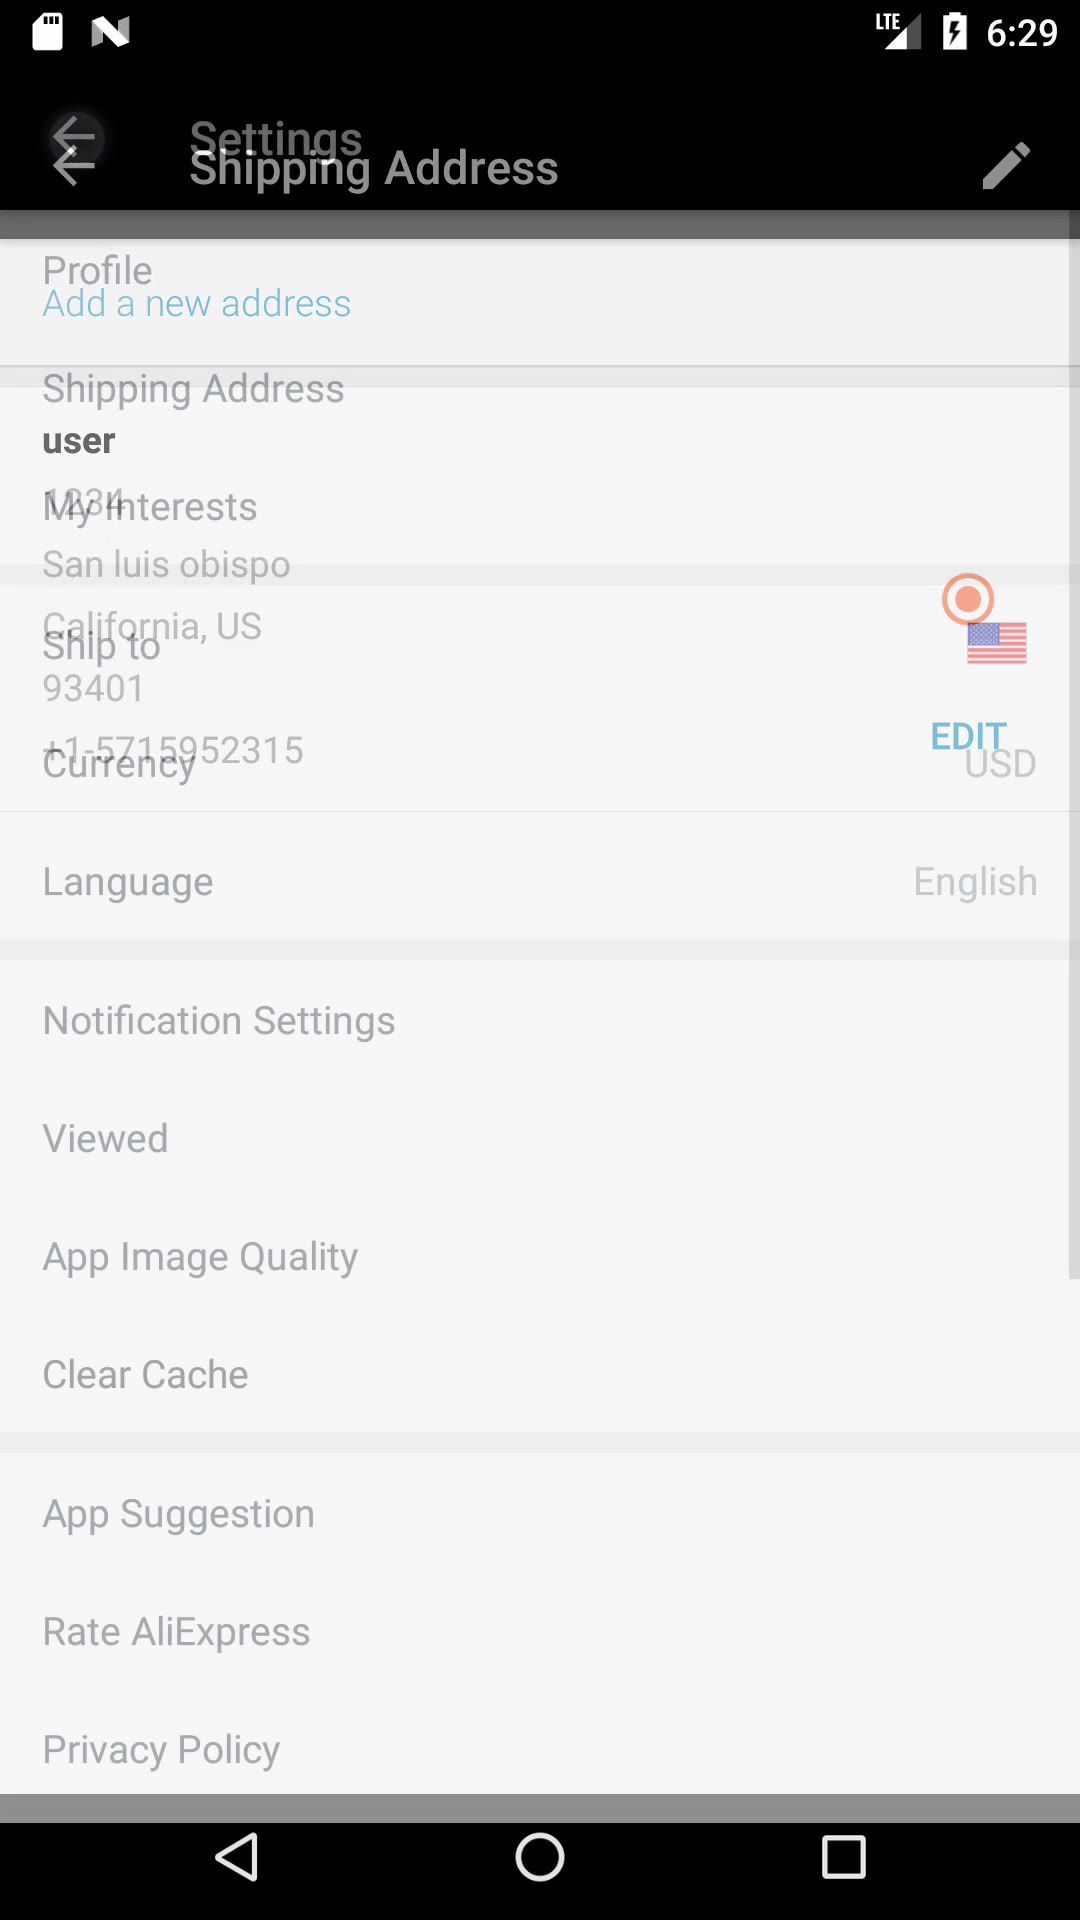 LTE 6:29
Settings
Shipping Address
Profile
Add a new address
Shipping Address
user
1234
My Interests
San luis obispo
California, US
Ship to
93401
+1-5715952315 EDIT
Currency USD
Language English
Notification Settings
Viewed
App Image Quality
Clear Cache
App Suggestion
Rate AliExpress
Privacy Policy